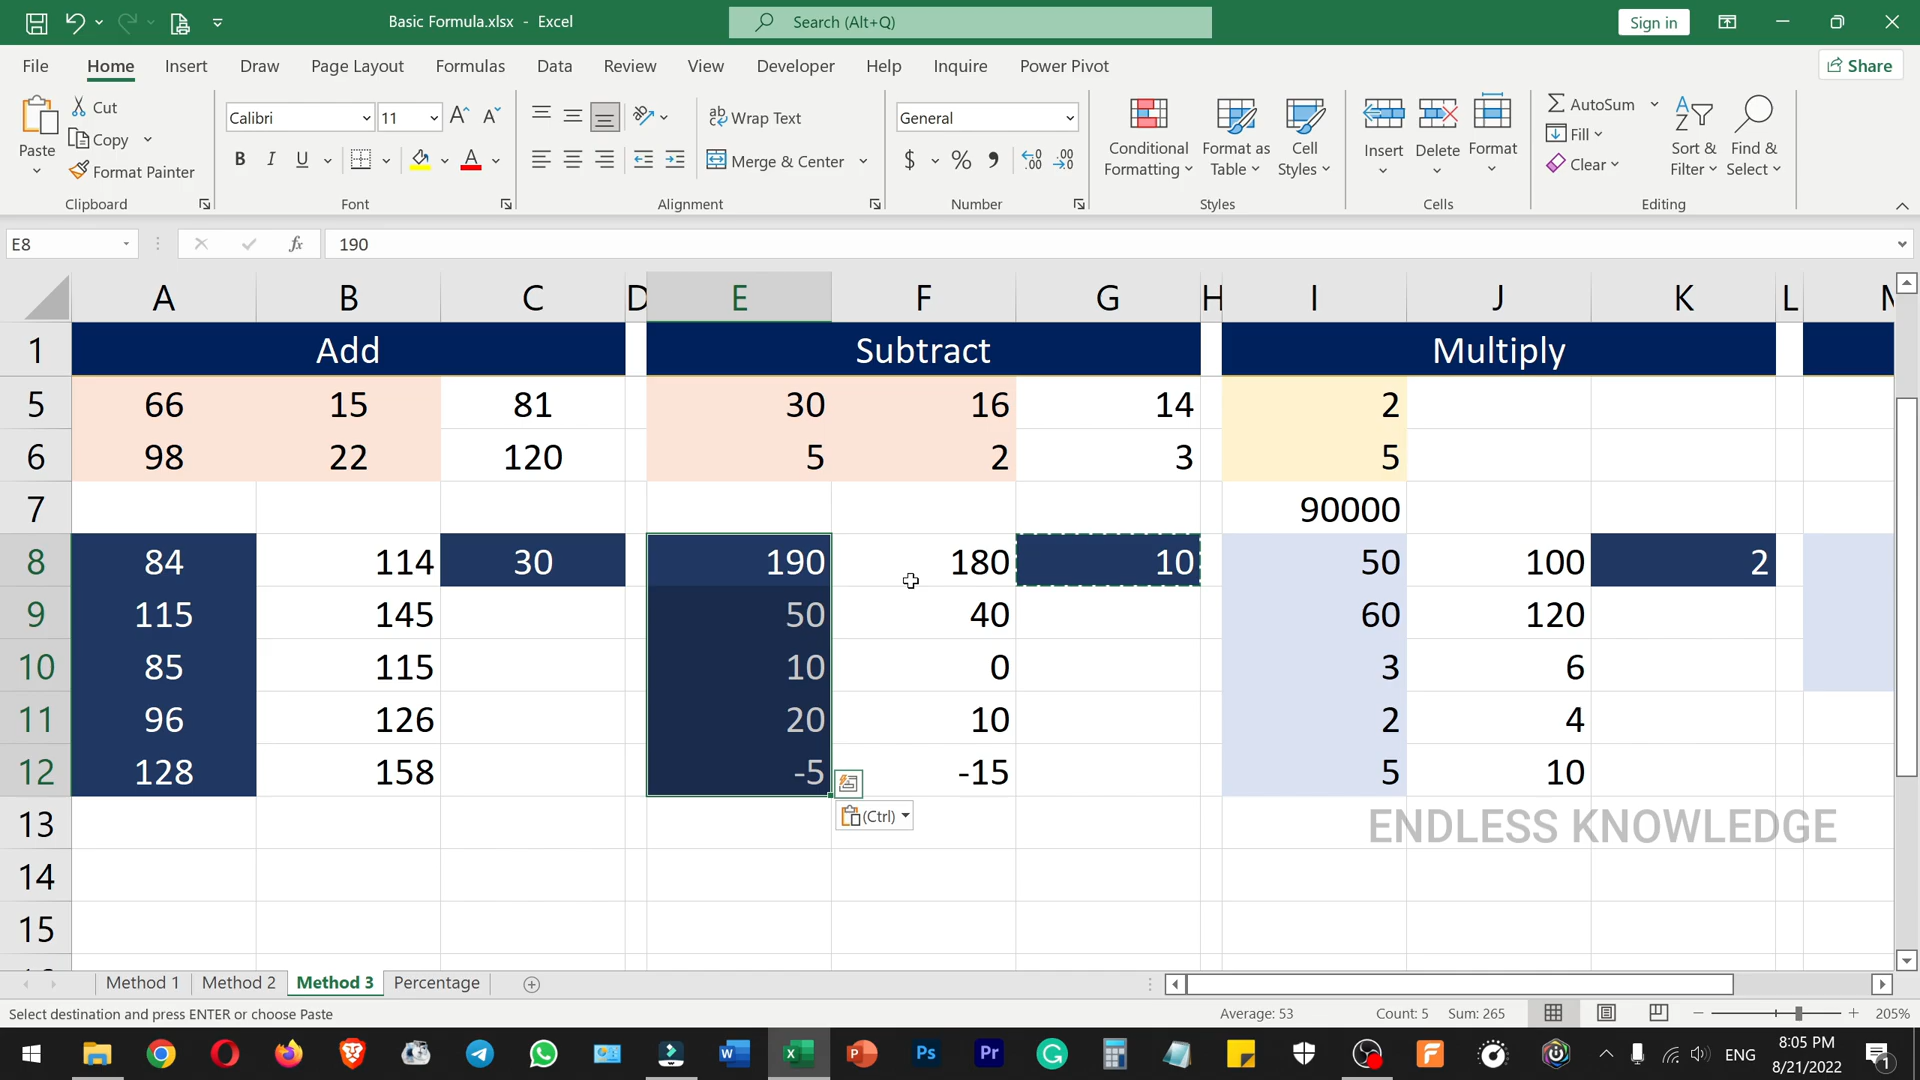 Basic Formula.xlsx - Excel
Search (Alt+Q)
Sign in
File Home Insert Draw Page Layout Formulas Data Review View Developer Help Inquire Power Pivot
Share
Paste
Cut
Copy
Format Painter
Clipboard
Calibri 11
B I U A
Font
Wrap Text
Merge & Center
Alignment
General
$ %
Number
Conditional Formatting
Format as Table
Cell Styles
Styles
Insert Delete Format
Cells
AutoSum
Fill
Clear
Sort & Filter
Find & Select
Editing
E8 fx 190
A B C D E F G H I J K L
1 Add Subtract Multiply
5 66 15 81 30 16 14 2
6 98 22 120 5 2 3 5
7 90000
8 84 114 30 190 180 10 50 100 2
9 115 145 50 40 60 120
10 85 115 10 0 3 6
11 96 126 20 10 2 4
12 128 158 -5 -15 5 10
(Ctrl)
13 ENDLESS KNOWLEDGE
14
15
Method 1 Method 2 Method 3 Percentage
Select destination and press ENTER or choose Paste
Average: 53 Count: 5 Sum: 265
205%
ENG
8:05 PM
8/21/2022
1